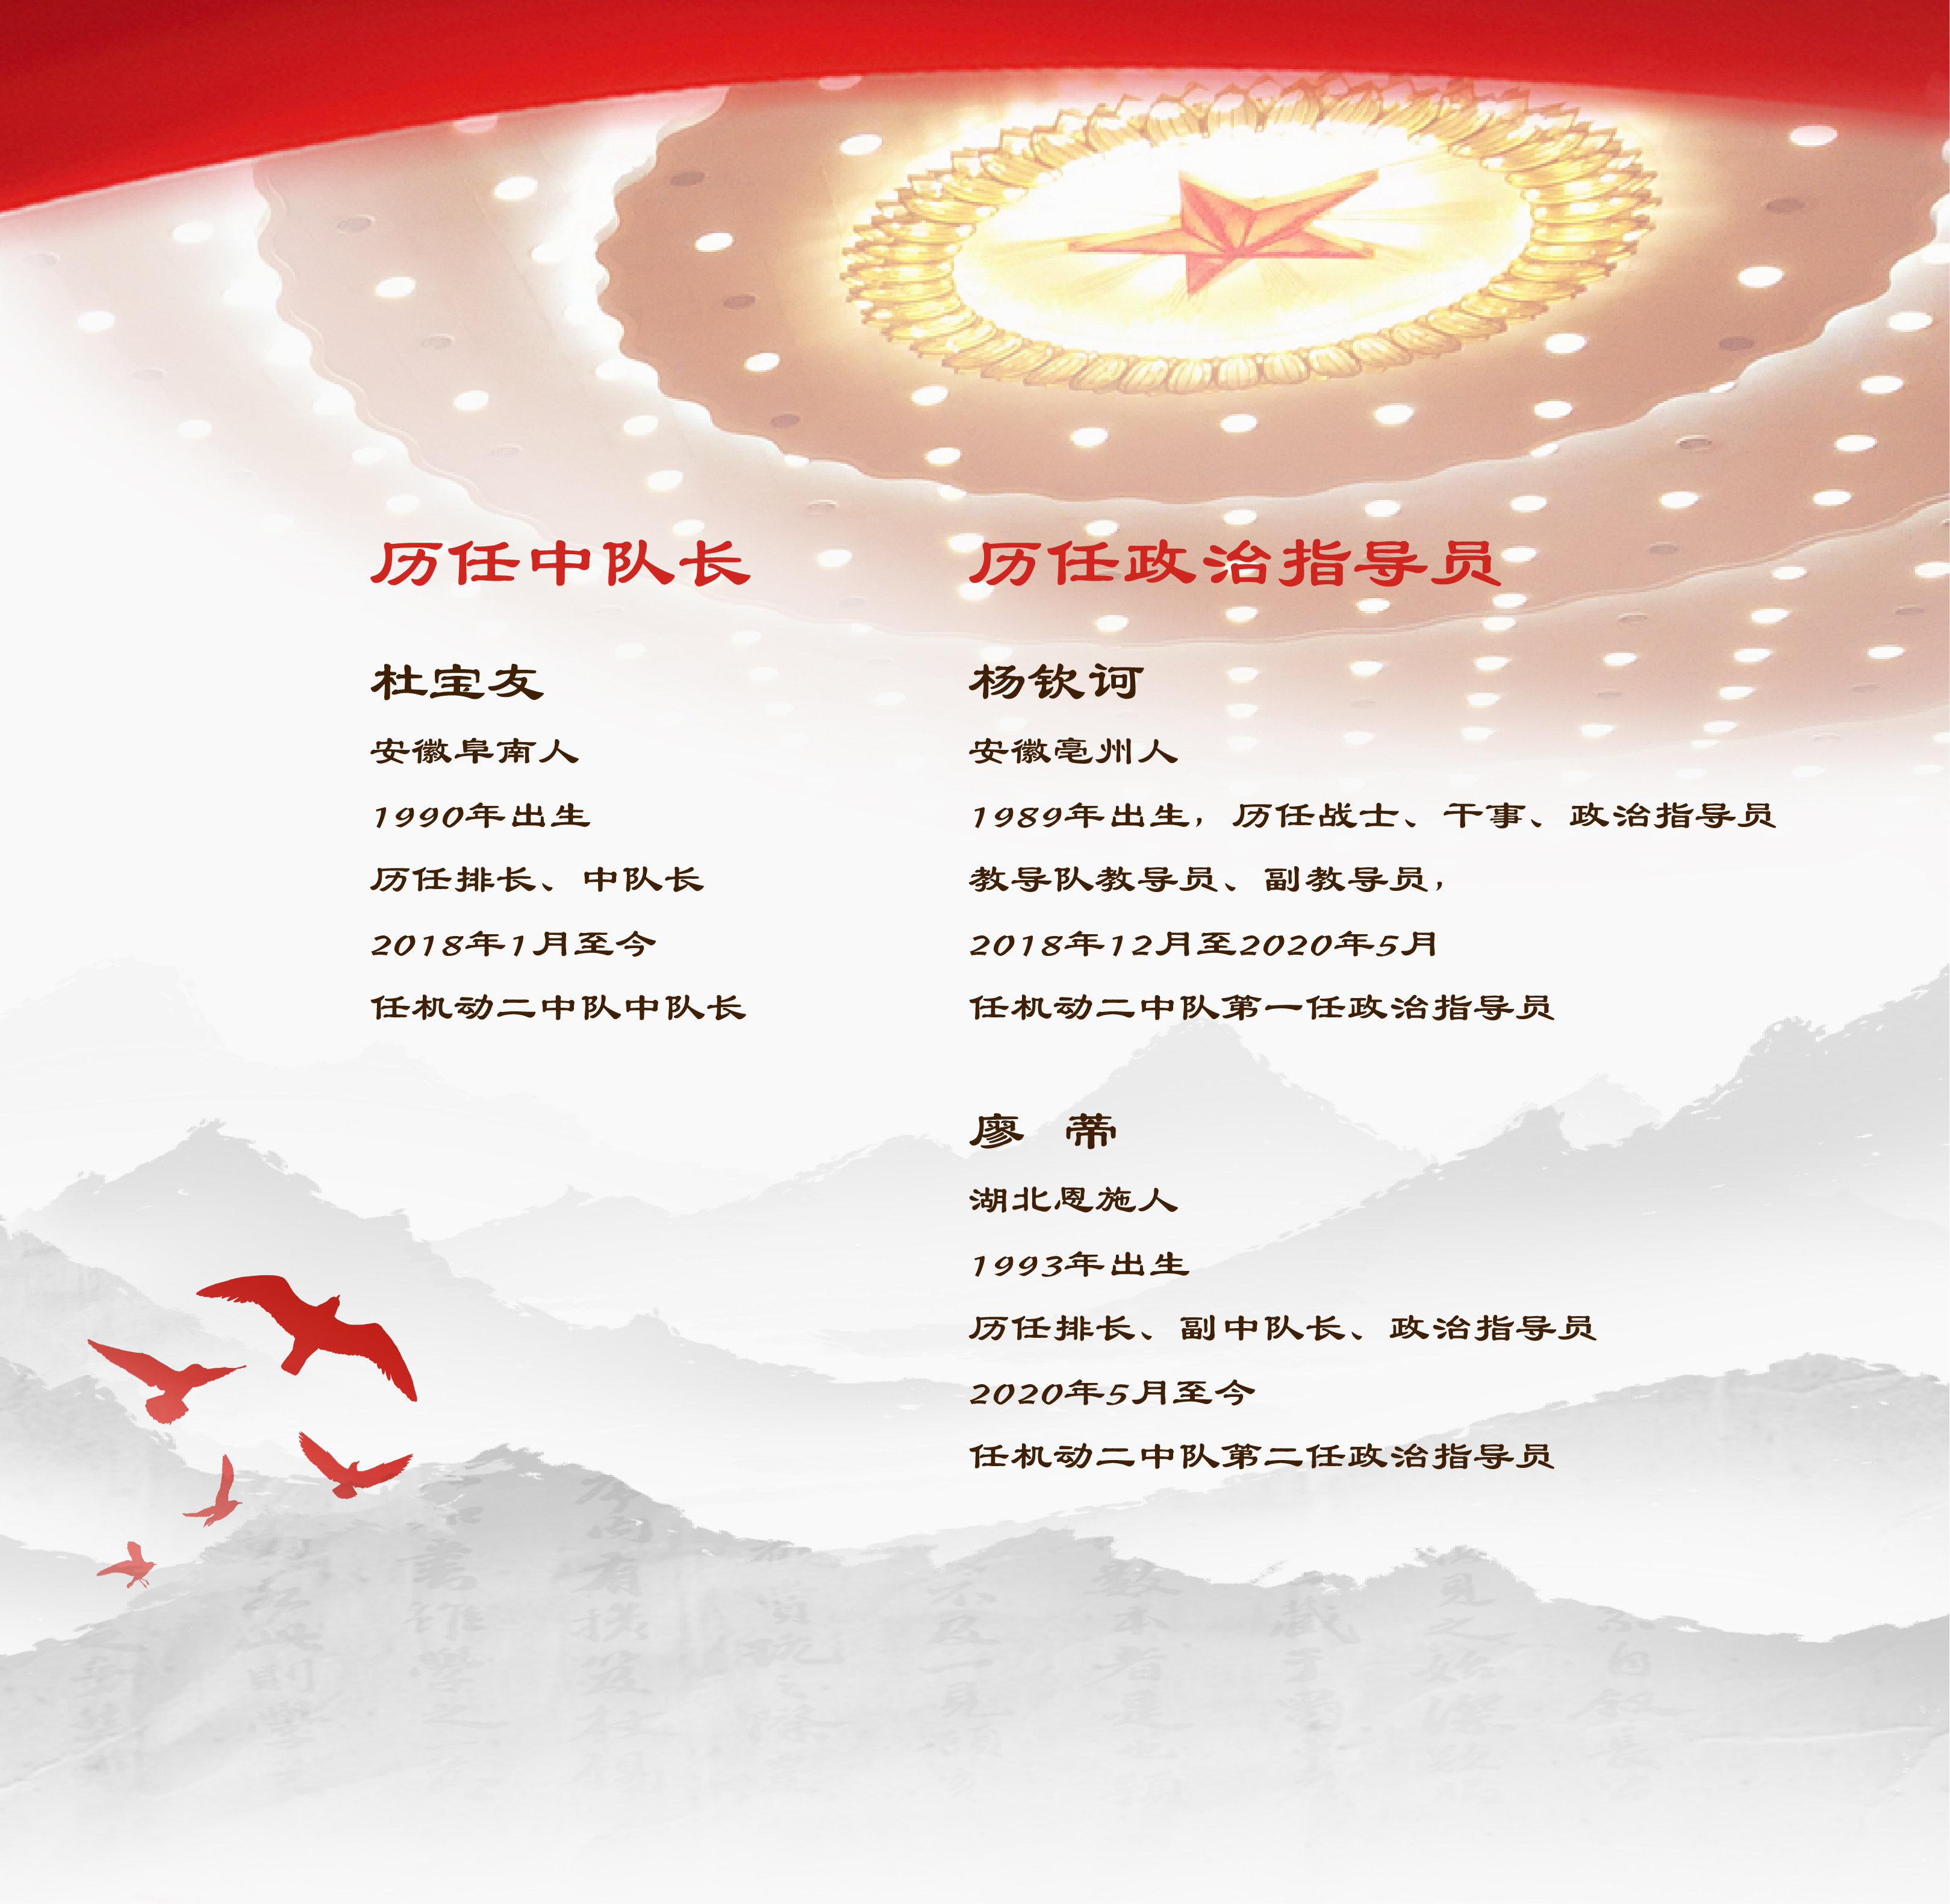 历任中队长
杜宝友
安徽阜南人
1990年出生
历任排长、中队长
2018年1月至今
任机动二中队中队长
历任政治指导员
杨钦诃
安徽亳州人
1989年出生，历任战士、干事、政治指导员
教导队教导员、副教导员，
2018年12月至2020年5月
任机动二中队第一任政治指导员
廖 蒂
湖北恩施人
1993年出生
历任排长、副中队长、政治指导员
2020年5月至今
任机动二中队第二任政治指导员